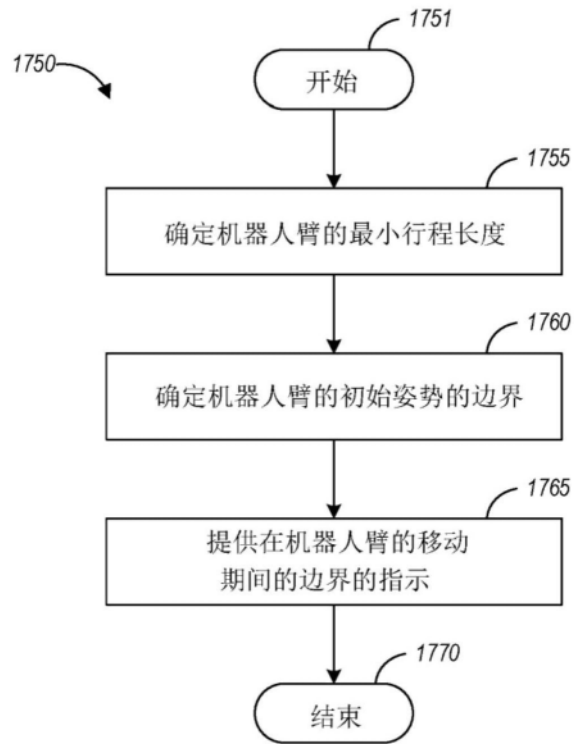 1751
1750
开始
1755
确定机器人臂的最小行程长度
1760
确定机器人臂的初始姿势的边界
1765
提供在机器人臂的移动
期间的边界的指示
1770
结束